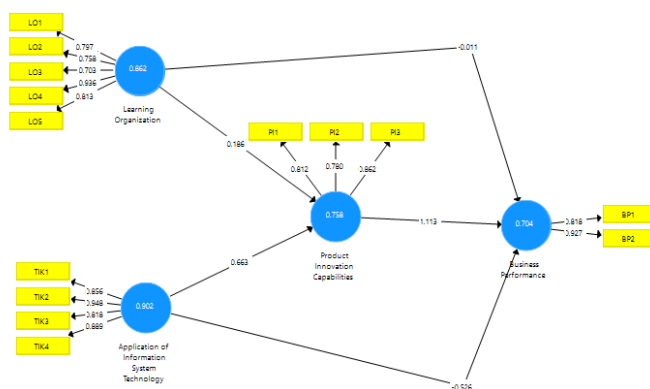 LO1
LO2
LO3
LO4
LO5
0.797
0.758
0.703
0.936
0.813
0.862
Learning
Organization
-0.011
0.186
PI1
PI2
PI3
0.812
0.780
0.862
0.758
Product
Innovation
Capabilities
1.113
0.704
Business
Performance
0.818
0.927
BP1
BP2
0.663
TIK1
TIK2
TIK3
TIK4
0.856
0.948
0.818
0.889
0.902
Application of
Information
System
Technology
-0.526